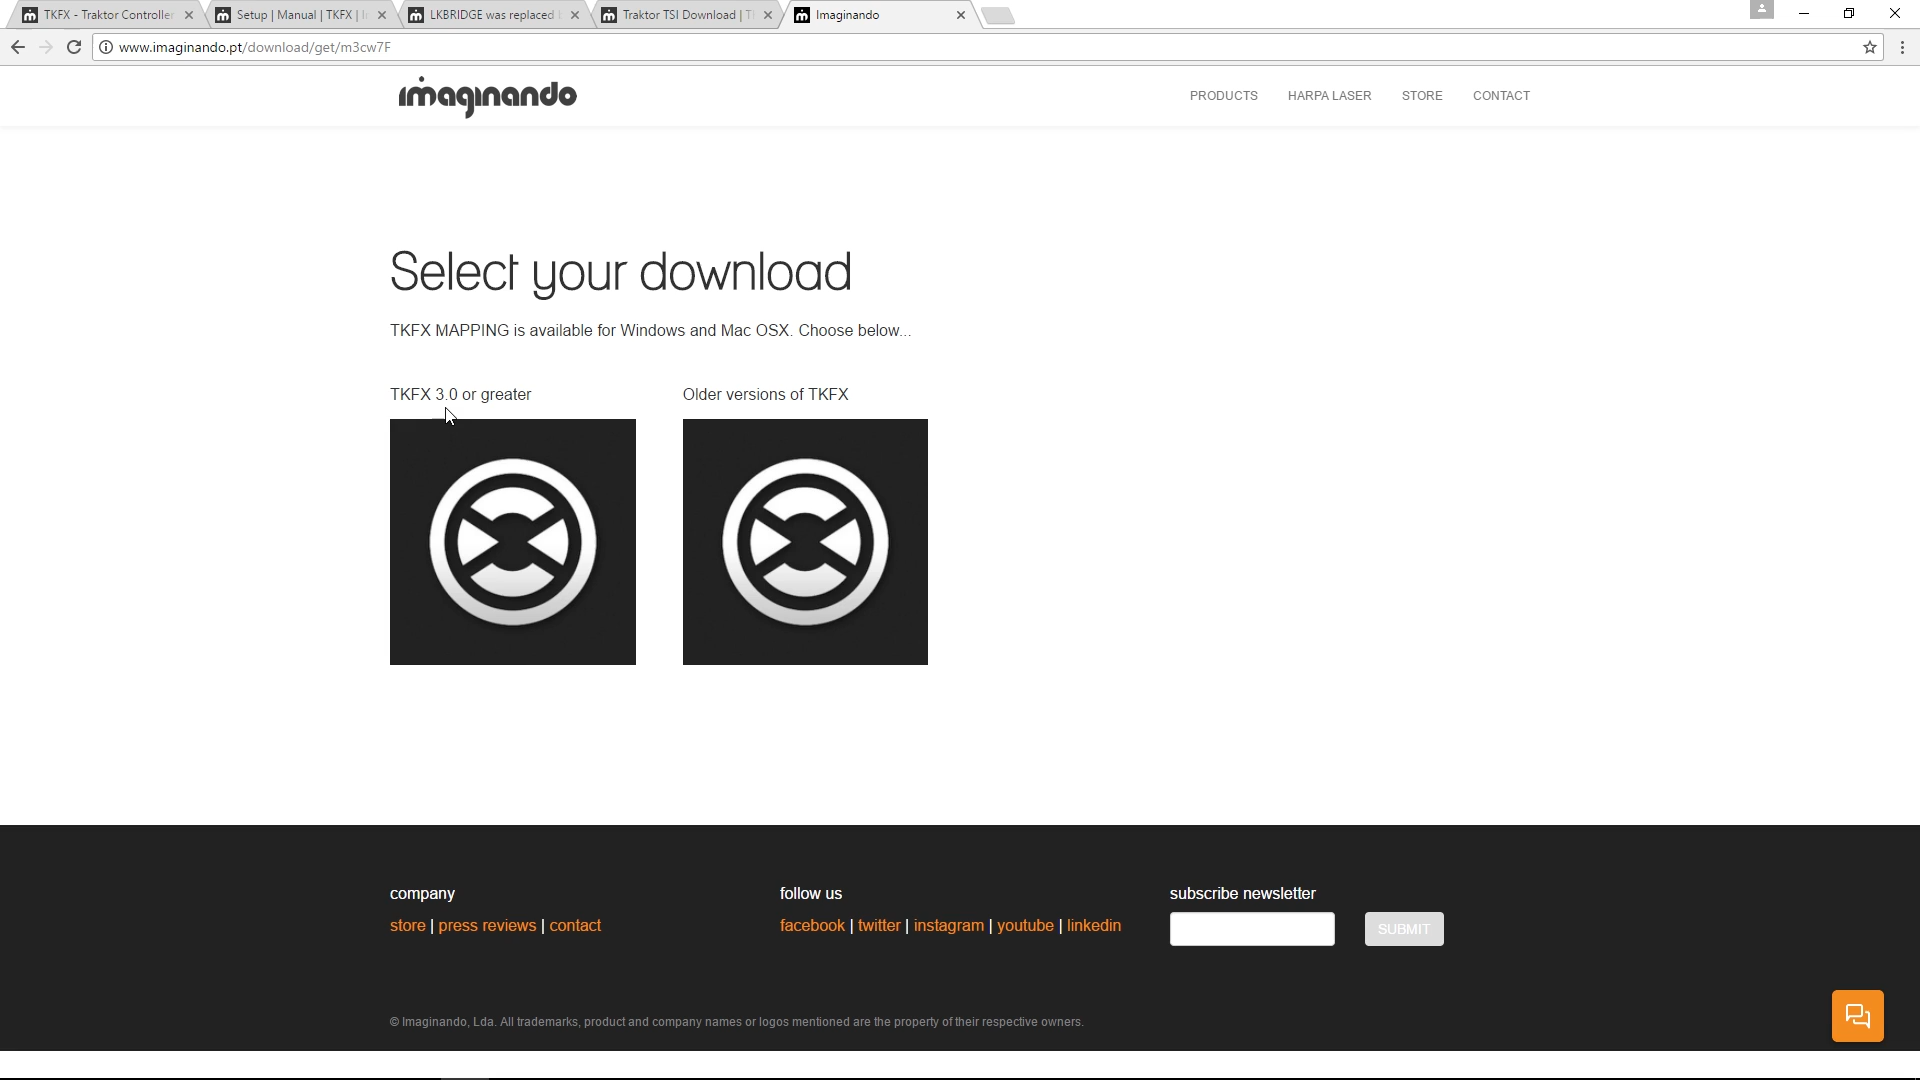 TKFX - Traktor Controller
Setup | Manual | TKFX |
LKBRIDGE was replaced
Traktor TSI Download |
Imaginando
www.imaginando.pt/download/get/m3cw7F
imaginando
PRODUCTS
HARPA LASER
STORE
CONTACT
Select your download
TKFX MAPPING is available for Windows and Mac OSX. Choose below...
TKFX 3.0 or greater
Older versions of TKFX
company
store | press reviews | contact
follow us
facebook | twitter | instagram | youtube | linkedin
subscribe newsletter
SUBMIT
© Imaginando, Lda. All trademarks, product and company names or logos mentioned are the property of their respective owners.